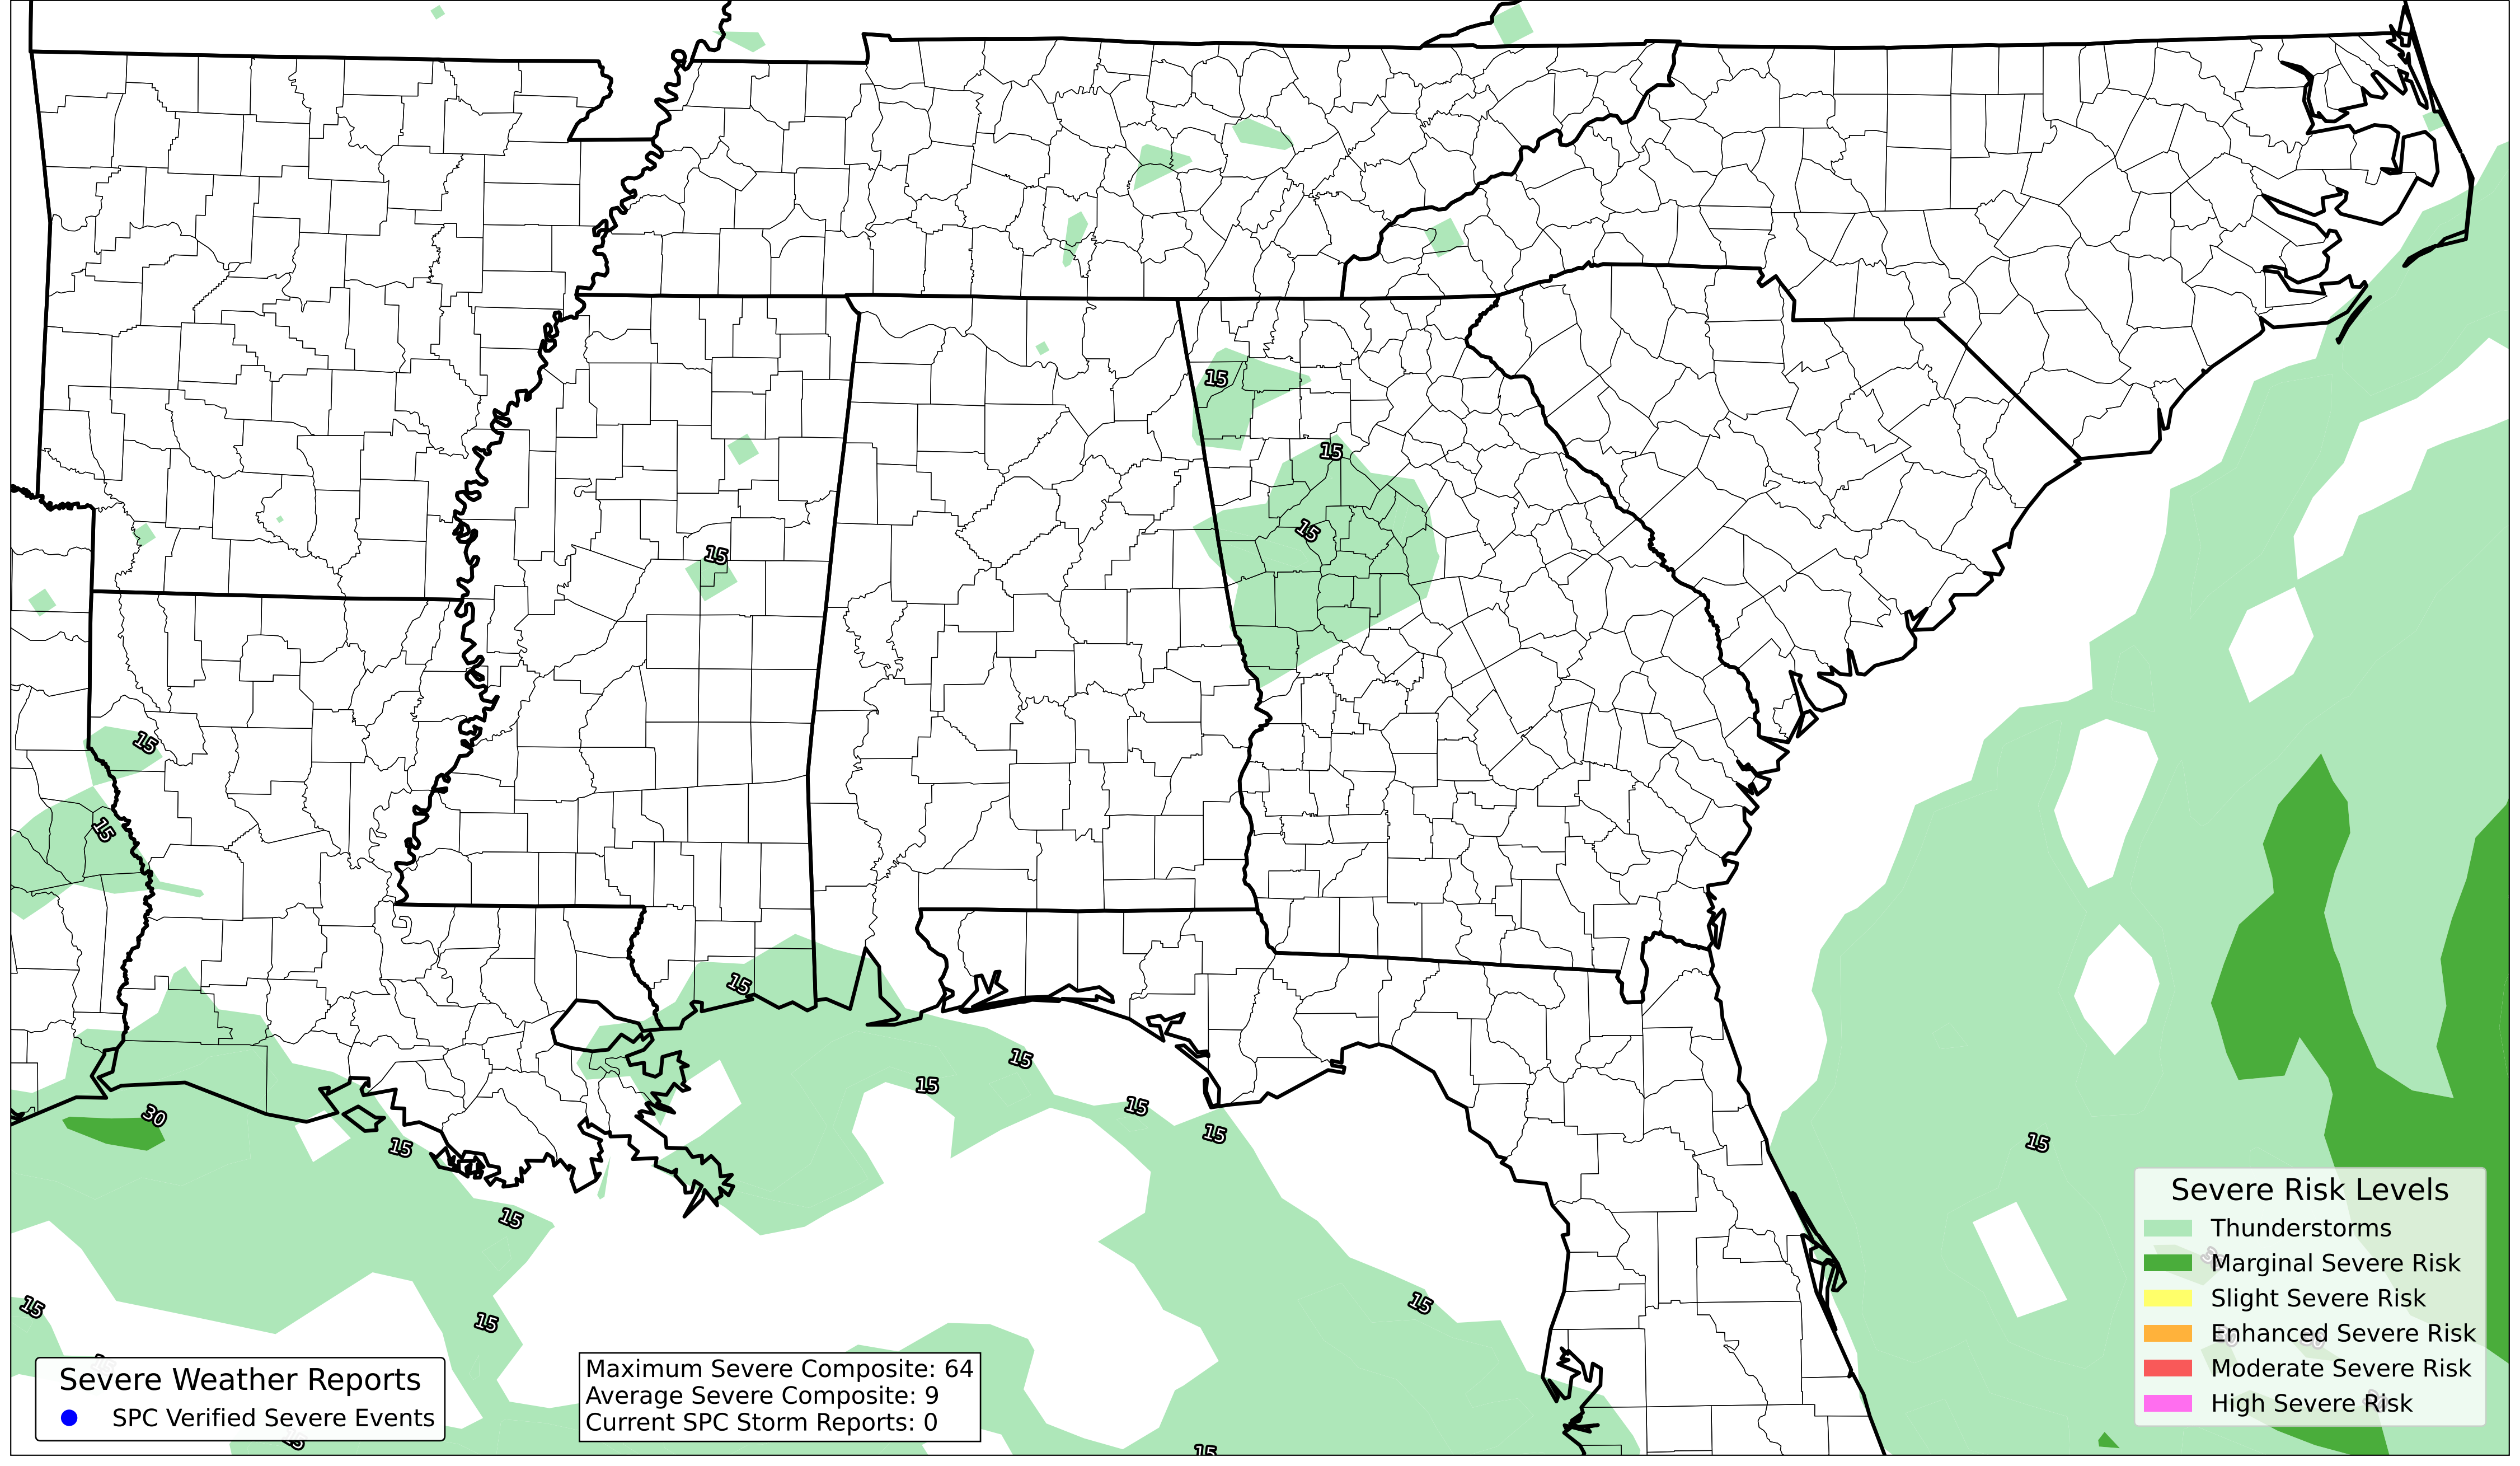 15
15
15
15
15
15
15
30
15
15
15
15
15
15
15
15
15
15
15
Severe Risk Levels
Thunderstorms
Marginal Severe Risk
Slight Severe Risk
Enhanced Severe Risk
Moderate Severe Risk
High Severe Risk
Severe Weather Reports
SPC Verified Severe Events
Maximum Severe Composite: 64
Average Severe Composite: 9
Current SPC Storm Reports: 0